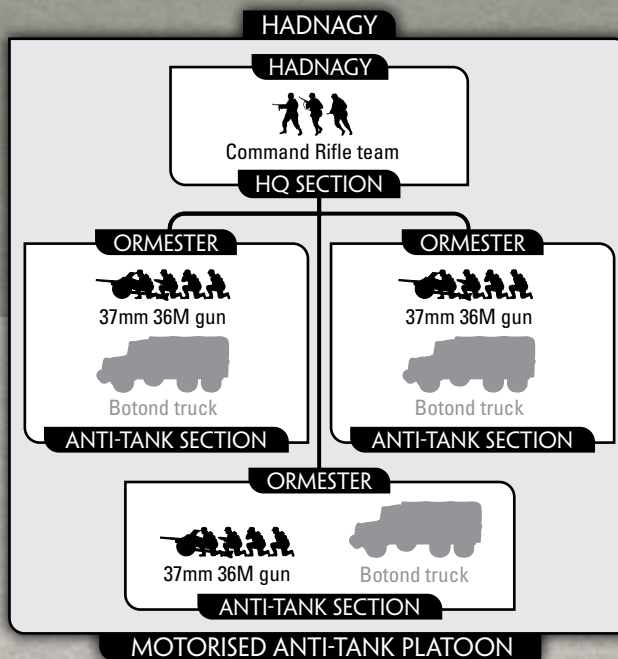 HADNAGY
HADNAGY
Command Rifle team
HQ SECTION
ORMESTER
37mm 36M gun
Botond truck
ANTI-TANK SECTION
ORMESTER
37mm 36M gun
Botond truck
ANTI-TANK SECTION
ORMESTER
37mm 36M gun
Botond truck
ANTI-TANK SECTION
MOTORISED ANTI-TANK PLATOON